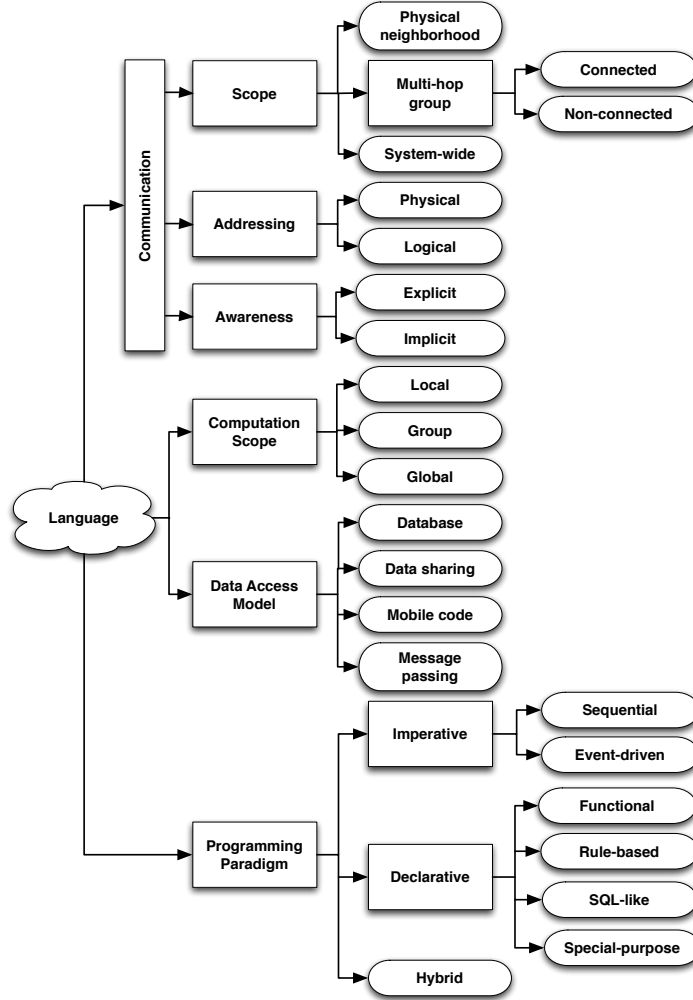 Language
Communication
Scope
Physical
neighborhood
Multi-hop
group
Connected
Non-connected
System-wide
Addressing
Physical
Logical
Awareness
Explicit
Implicit
Computation
Scope
Local
Group
Global
Data Access
Model
Database
Data sharing
Mobile code
Message
passing
Programming
Paradigm
Imperative
Sequential
Event-driven
Declarative
Functional
Rule-based
SQL-like
Special-purpose
Hybrid